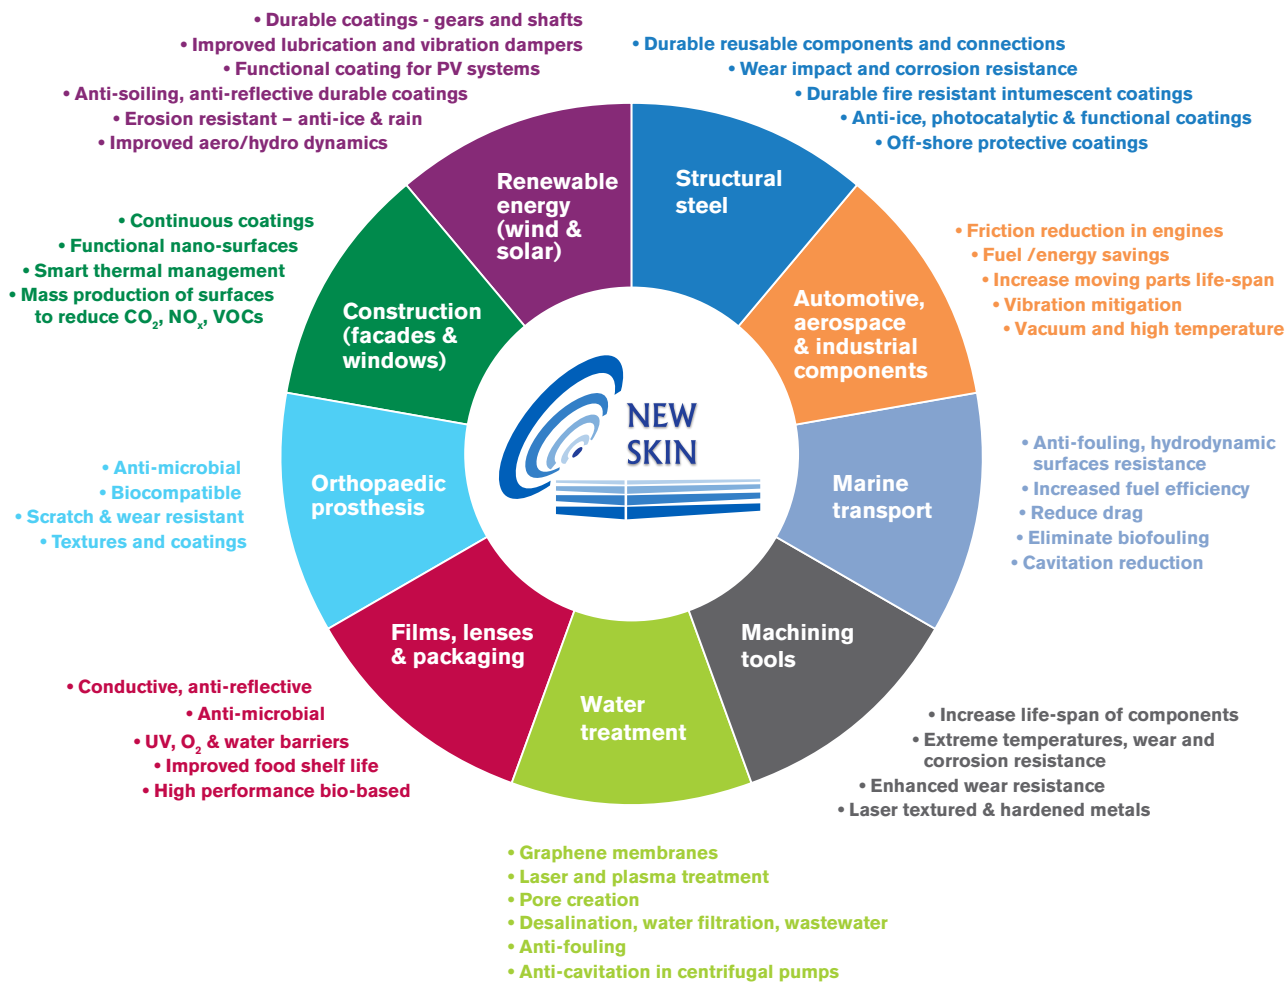 • Durable coatings - gears and shafts
• Improved lubrication and vibration dampers
• Functional coating for PV systems
• Anti-soiling, anti-reflective durable coatings
• Erosion resistant – anti-ice & rain
• Improved aero/hydro dynamics
Renewable
energy
(wind &
solar)
• Durable reusable components and connections
• Wear impact and corrosion resistance
• Durable fire resistant intumescent coatings
• Anti-ice, photocatalytic & functional coatings
• Off-shore protective coatings
Structural
steel
• Friction reduction in engines
• Fuel /energy savings
• Increase moving parts life-span
• Vibration mitigation
• Vacuum and high temperature
Automotive,
aerospace
& industrial
components
• Anti-fouling, hydrodynamic
surfaces resistance
• Increased fuel efficiency
• Reduce drag
• Eliminate biofouling
• Cavitation reduction
Marine
transport
• Increase life-span of components
• Extreme temperatures, wear and
corrosion resistance
• Enhanced wear resistance
• Laser textured & hardened metals
Machining
tools
Water
treatment
• Graphene membranes
• Laser and plasma treatment
• Pore creation
• Desalination, water filtration, wastewater
• Anti-fouling
• Anti-cavitation in centrifugal pumps
Films, lenses
& packaging
• Conductive, anti-reflective
• Anti-microbial
• UV, O₂ & water barriers
• Improved food shelf life
• High performance bio-based
Orthopaedic
prosthesis
• Anti-microbial
• Biocompatible
• Scratch & wear resistant
• Textures and coatings
Construction
(facades &
windows)
• Continuous coatings
• Functional nano-surfaces
• Smart thermal management
• Mass production of surfaces
to reduce CO₂, NOₓ, VOCs
NEW
SKIN